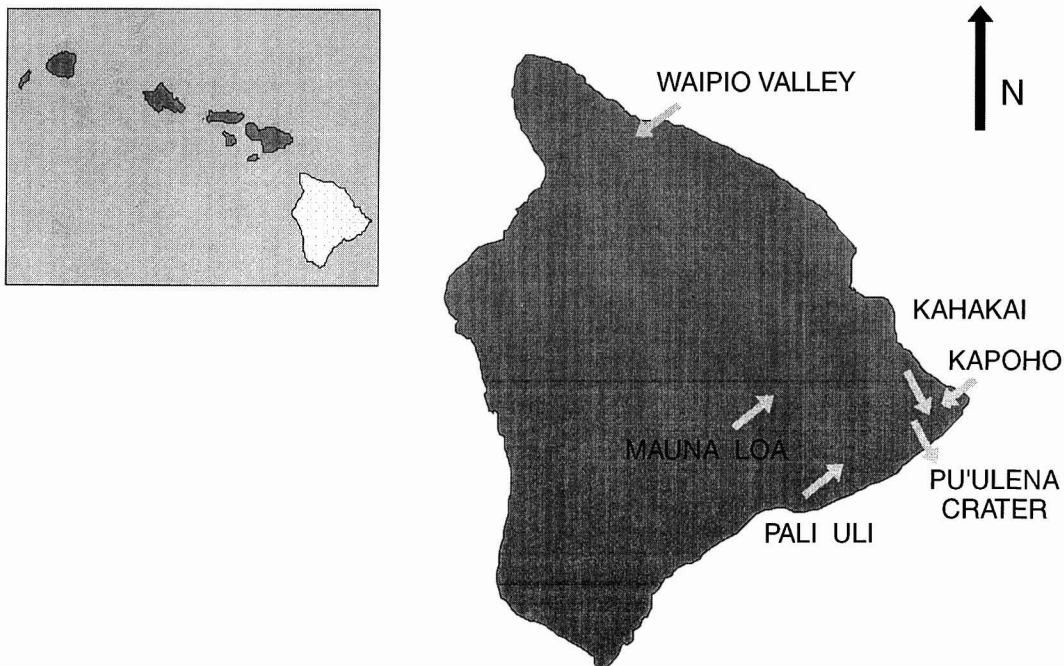 WAIPIO VALLEY
N
KAHAKAI
KAPOHO
MAUNA LOA
PU'ULENA
CRATER
PALI ULI